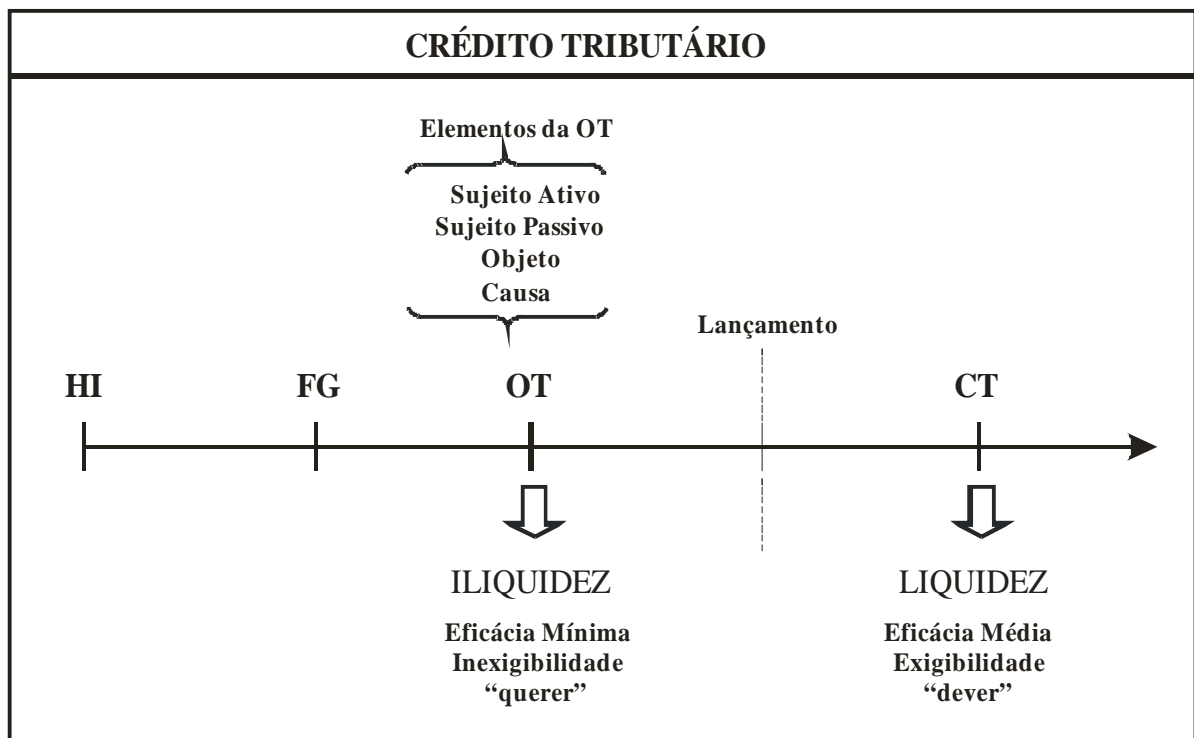 CRÉDITO TRIBUTÁRIO
Elementos da OT
Sujeito Ativo
Sujeito Passivo
Objeto
Causa
Lançamento
HI
FG
OT
CT
ILIQUIDEZ
Eficácia Mínima
Inexigibilidade
“querer”
LIQUIDEZ
Eficácia Média
Exigibilidade
“dever”